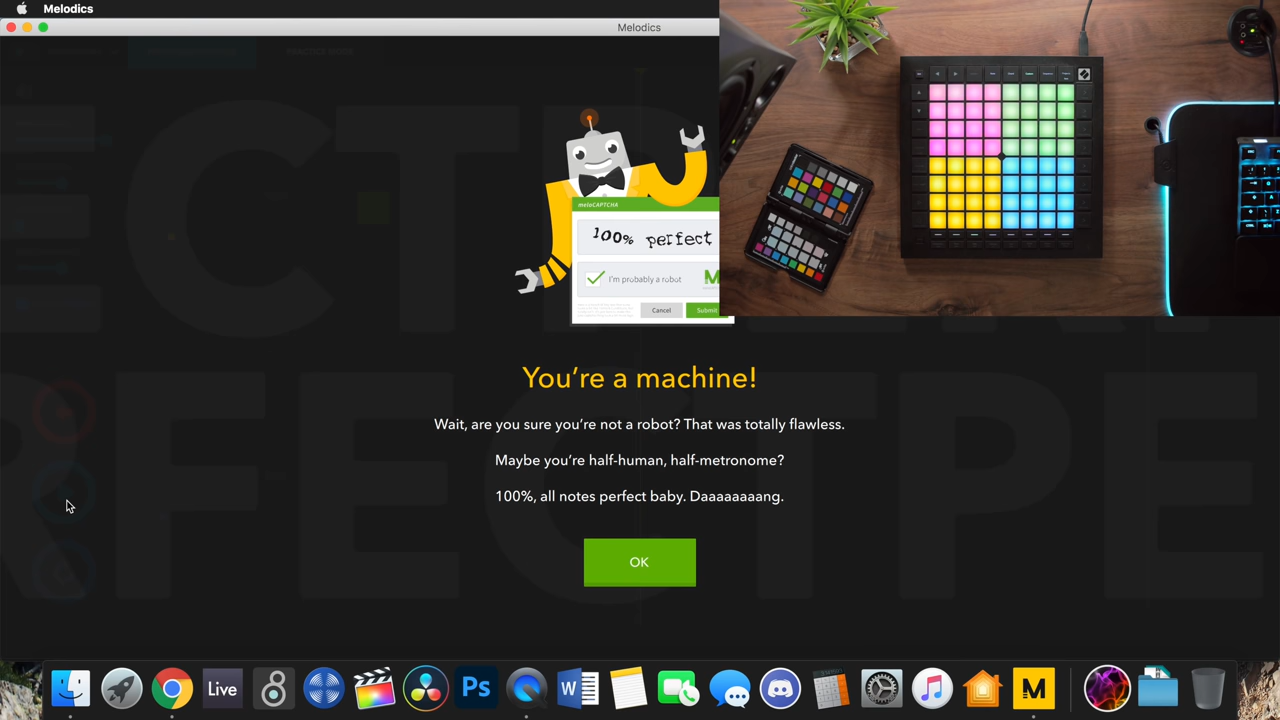 Melodics
Melodics
meloCAPTCHA
100% perfect
I'm probably a robot
M
Cancel
Submit
You're a machine!
Wait, are you sure you're not a robot? That was totally flawless.
Maybe you're half-human, half-metronome?
100%, all notes perfect baby. Daaaaaaaang.
OK
Live
Ps
W
M